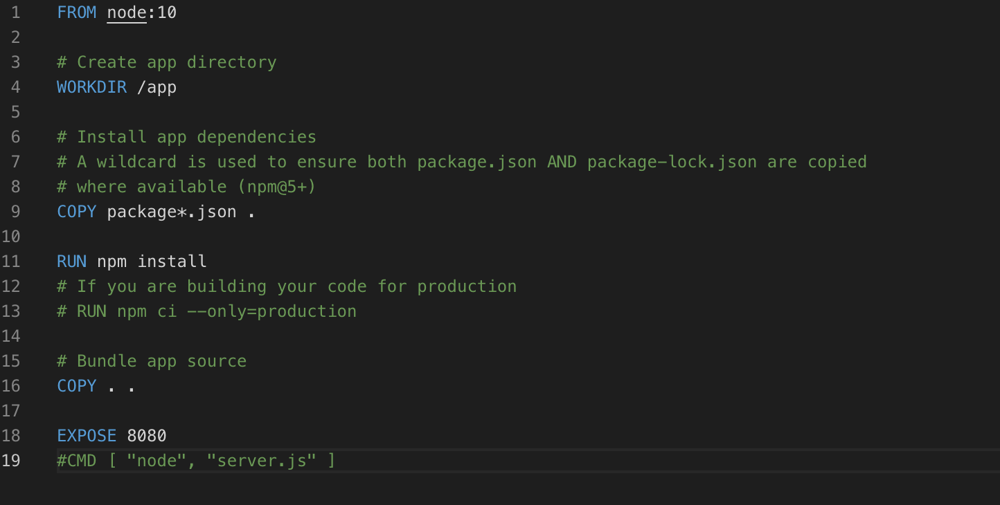 1 FROM node:10
2
3 # Create app directory
4 WORKDIR /app
5
6 # Install app dependencies
7 # A wildcard is used to ensure both package.json AND package-lock.json are copied
8 # where available (npm@5+)
9 COPY package*.json .
10
11 RUN npm install
12 # If you are building your code for production
13 # RUN npm ci --only=production
14
15 # Bundle app source
16 COPY . .
17
18 EXPOSE 8080
19 #CMD [ "node", "server.js" ]